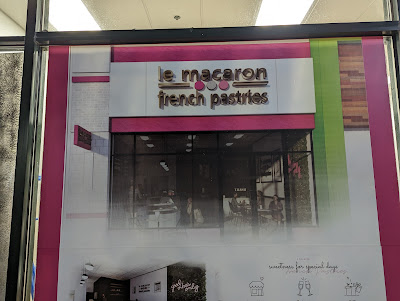 le macaron
french pastries
sweetness for special days